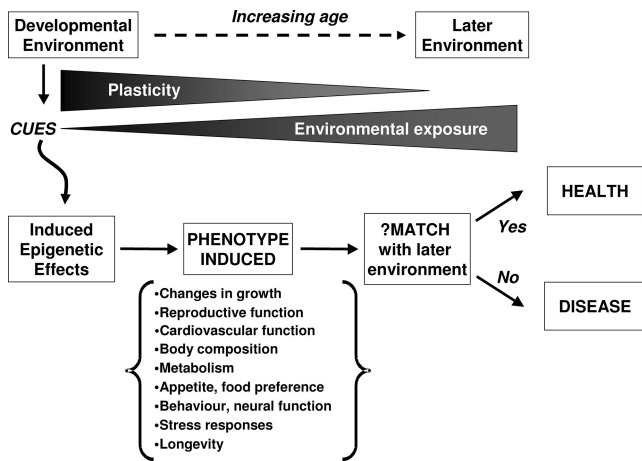 Developmental
Environment
Increasing age
Later
Environment
Plasticity
CUES
Environmental exposure
Induced
Epigenetic
Effects
PHENOTYPE
INDUCED
?MATCH
with later
environment
Yes
No
HEALTH
DISEASE
•Changes in growth
•Reproductive function
•Cardiovascular function
•Body composition
•Metabolism
•Appetite, food preference
•Behaviour, neural function
•Stress responses
•Longevity